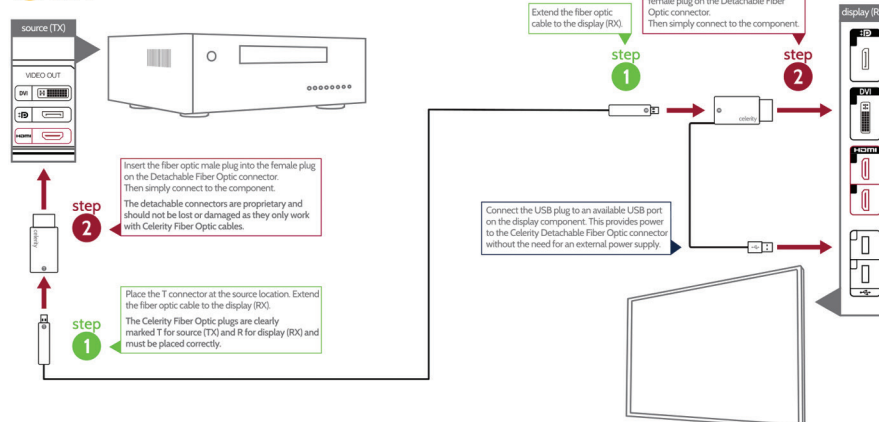 source (TX)
VIDEO OUT
DVI
HDMI
Extend the fiber optic
cable to the display (RX).
step
1
female plug on the Detachable Fiber
Optic connector.
Then simply connect to the component.
step
2
display (R
DVI
HDMI
celerity
Insert the fiber optic male plug into the female plug
on the Detachable Fiber Optic connector.
Then simply connect to the component.
The detachable connectors are proprietary and
should not be lost or damaged as they only work
with Celerity Fiber Optic cables.
step
2
celerity
Connect the USB plug to an available USB port
on the display component. This provides power
to the Celerity Detachable Fiber Optic connector
without the need for an external power supply.
Place the T connector at the source location. Extend
the fiber optic cable to the display (RX).
The Celerity Fiber Optic plugs are clearly
marked T for source (TX) and R for display (RX) and
must be placed correctly.
step
1